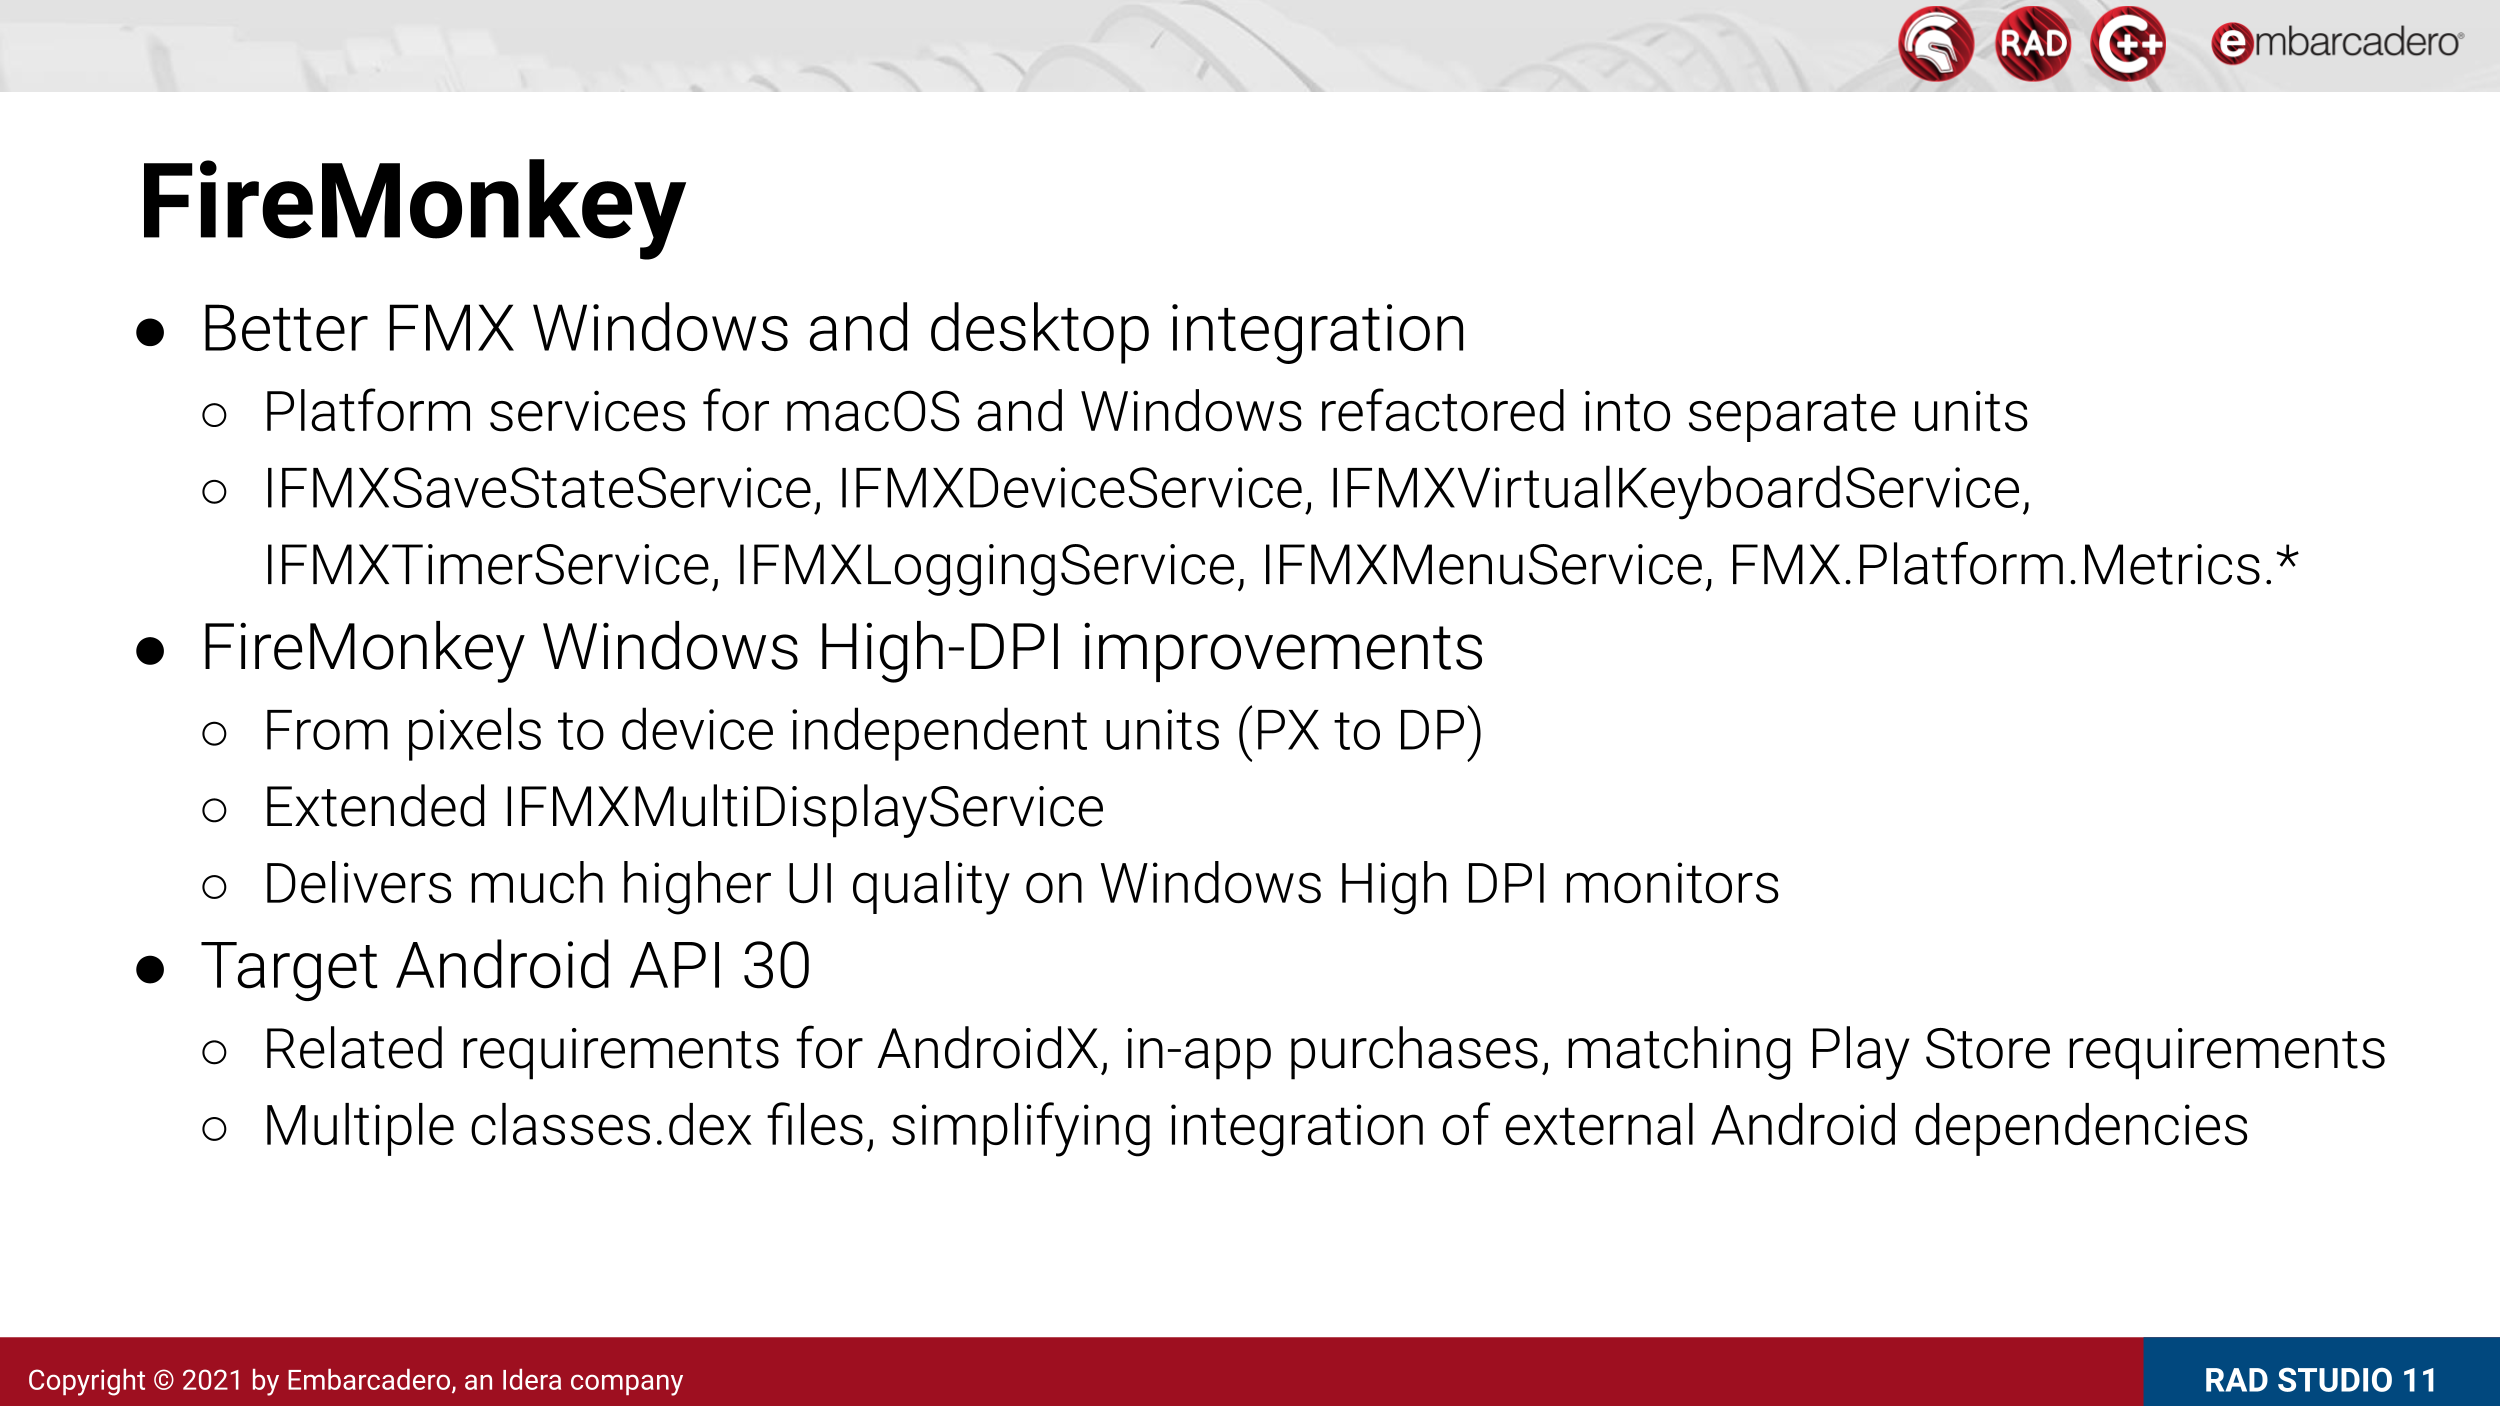 RAD
C++
embarcadero®
FireMonkey
● Better FMX Windows and desktop integration
○ Platform services for macOS and Windows refactored into separate units
○ IFMXSaveStateService, IFMXDeviceService, IFMXVirtualKeyboardService,
IFMXTimerService, IFMXLoggingService, IFMXMenuService, FMX.Platform.Metrics.*
● FireMonkey Windows High-DPI improvements
○ From pixels to device independent units (PX to DP)
○ Extended IFMXMultiDisplayService
○ Delivers much higher UI quality on Windows High DPI monitors
● Target Android API 30
○ Related requirements for AndroidX, in-app purchases, matching Play Store requirements
○ Multiple classes.dex files, simplifying integration of external Android dependencies
Copyright © 2021 by Embarcadero, an Idera company
RAD STUDIO 11